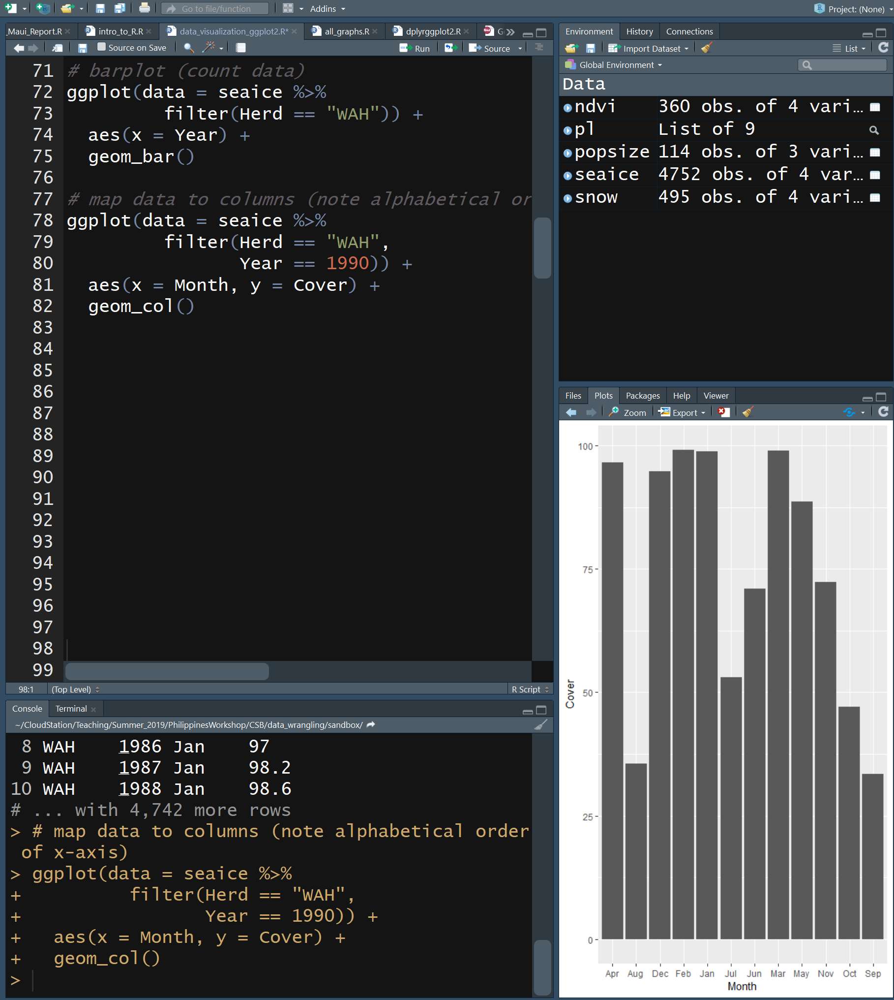 Go to file/function
Addins
Project: (None)
_Maui_Report.R
intro_to_R.R
data_visualization_ggplot2.R*
all_graphs.R
dplyrggplot2.R
Source on Save
Run
Source
71 # barplot (count data)
72 ggplot(data = seaice %>%
73 filter(Herd == "WAH")) +
74 aes(x = Year) +
75 geom_bar()
76
77 # map data to columns (note alphabetical or
78 ggplot(data = seaice %>%
79 filter(Herd == "WAH",
80 Year == 1990)) +
81 aes(x = Month, y = Cover) +
82 geom_col()
83
84
85
86
87
88
89
90
91
92
93
94
95
96
97
98
99
98:1
(Top Level)
R Script
Console
Terminal
~/CloudStation/Teaching/Summer_2019/PhilippinesWorkshop/CSB/data_wrangling/sandbox/
8 WAH 1986 Jan 97
9 WAH 1987 Jan 98.2
10 WAH 1988 Jan 98.6
# ... with 4,742 more rows
> # map data to columns (note alphabetical order
of x-axis)
> ggplot(data = seaice %>%
+ filter(Herd == "WAH",
+ Year == 1990)) +
+ aes(x = Month, y = Cover) +
+ geom_col()
>
Environment
History
Connections
Import Dataset
List
Global Environment
Data
ndvi 360 obs. of 4 vari...
pl List of 9
popsize 114 obs. of 3 vari...
seaice 4752 obs. of 4 var...
snow 495 obs. of 4 vari...
Files
Plots
Packages
Help
Viewer
Zoom
Export
100
75
50
25
0
Cover
Apr Aug Dec Feb Jan Jul Jun Mar May Nov Oct Sep
Month